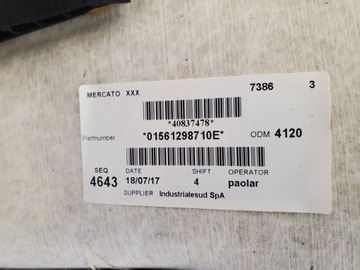 MERCATO XXX 7386 3
*40837478*
Partnumber *01561298710E* ODM 4120
SEQ DATE SHIFT OPERATOR
4643 18/07/17 4 paolar
SUPPLIER Industrialesud SpA